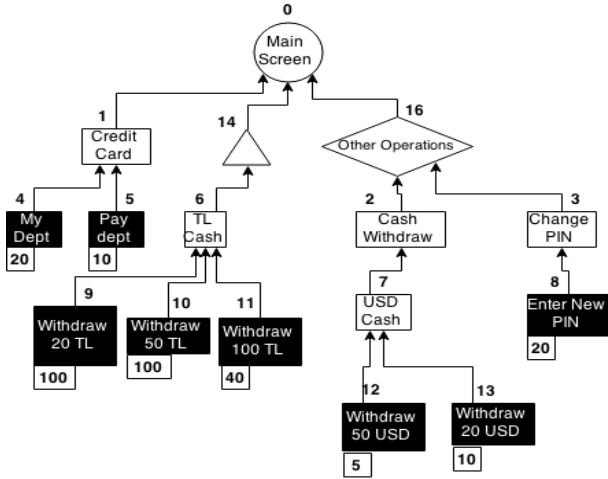 0
Main
Screen
14
16
1
Credit
Card
Other Operations
4
5
6
2
3
My
Dept
Pay
dept
TL
Cash
Cash
Withdraw
Change
PIN
20
10
9
10
11
7
8
Withdraw
20 TL
Withdraw
50 TL
Withdraw
100 TL
USD
Cash
Enter New
PIN
100
100
40
20
12
13
Withdraw
50 USD
Withdraw
20 USD
5
10